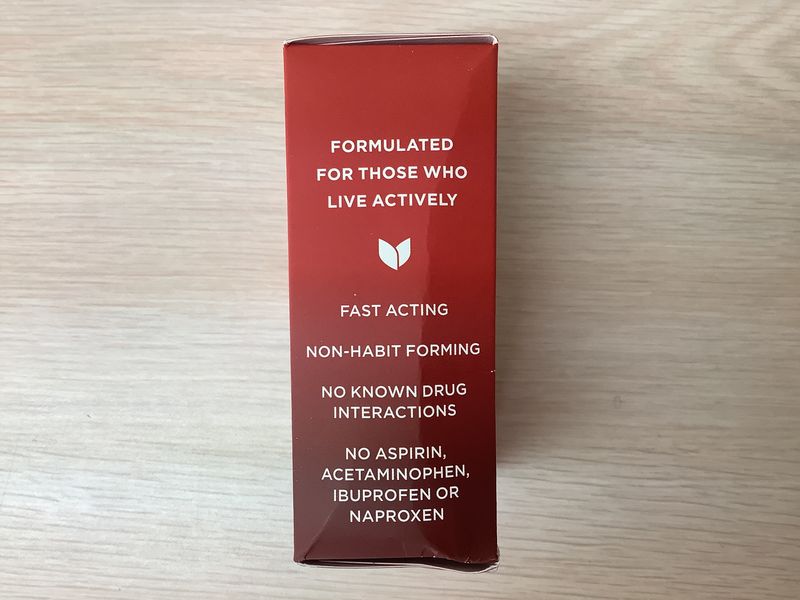 FORMULATED
FOR THOSE WHO
LIVE ACTIVELY
FAST ACTING
NON-HABIT FORMING
NO KNOWN DRUG
INTERACTIONS
NO ASPIRIN,
ACETAMINOPHEN,
IBUPROFEN OR
NAPROXEN